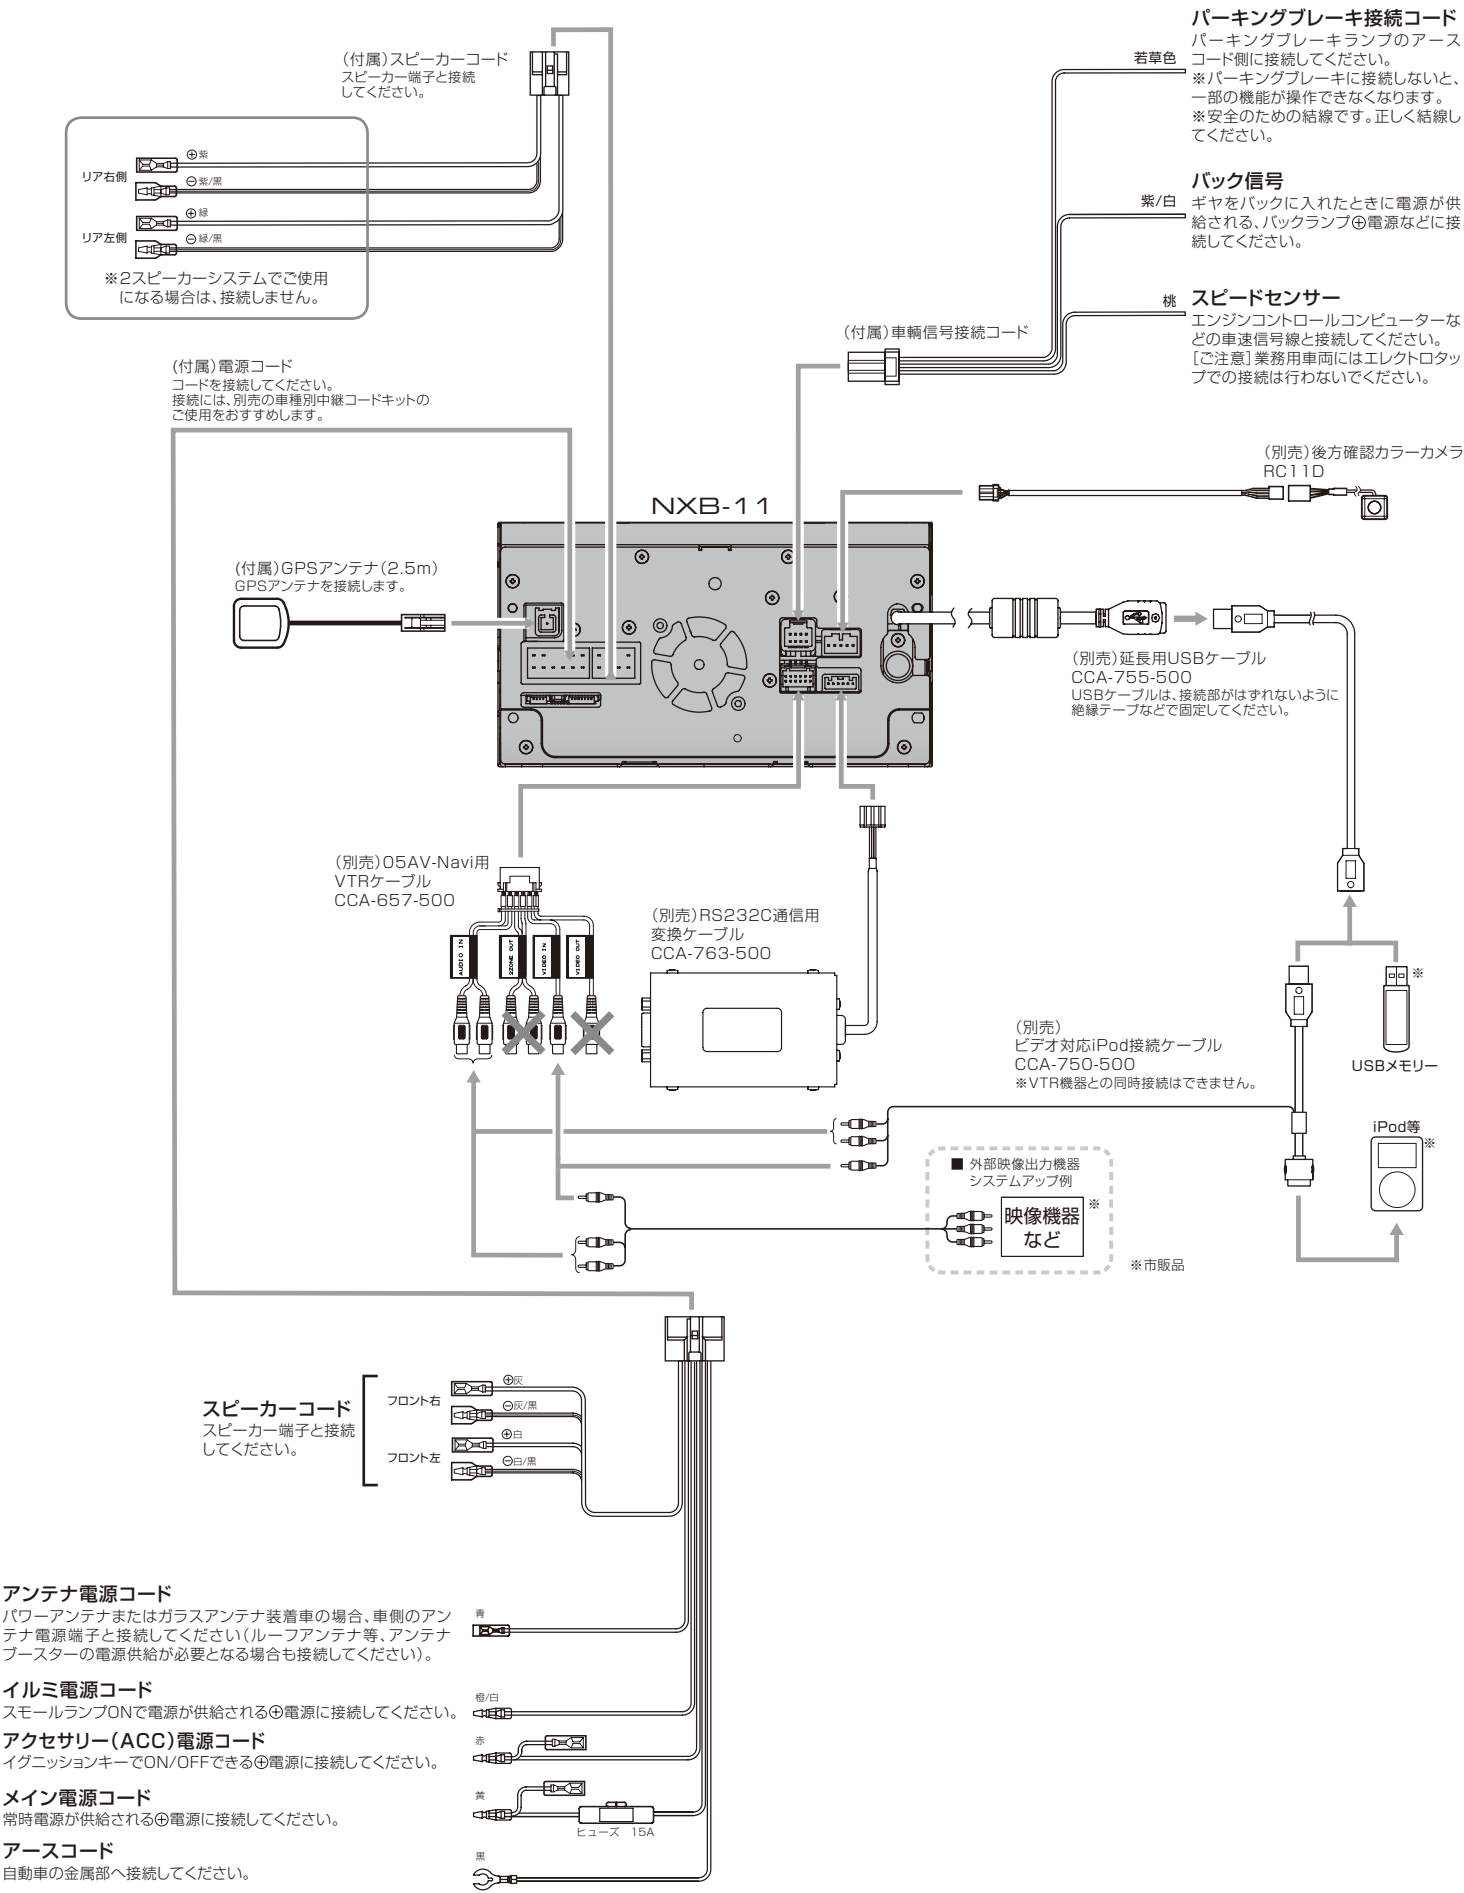 (付属)スピーカーコード
スピーカー端子と接続
してください。
リア右側
⊕紫
⊖紫/黒
リア左側
⊕緑
⊖緑/黒
※2スピーカーシステムでご使用
になる場合は、接続しません。
若草色
パーキングブレーキ接続コード
パーキングブレーキランプのアース
コード側に接続してください。
※パーキングブレーキに接続しないと、
一部の機能が操作できなくなります。
※安全のための結線です。正しく結線し
てください。
紫/白
バック信号
ギヤをバックに入れたときに電源が供
給される、バックランプ⊕電源などに接
続してください。
桃
スピードセンサー
エンジンコントロールコンピューターな
どの車速信号線と接続してください。
[ご注意]業務用車両にはエレクトロタッ
プでの接続は行わないでください。
(付属)車輌信号接続コード
(付属)電源コード
コードを接続してください。
接続には、別売の車種別中継コードキットの
ご使用をおすすめします。
(別売)後方確認カラーカメラ
RC11D
NXB-11
(付属)GPSアンテナ(2.5m)
GPSアンテナを接続します。
(別売)延長用USBケーブル
CCA-755-500
USBケーブルは、接続部がはずれないように
絶縁テープなどで固定してください。
(別売)05AV-Navi用
VTRケーブル
CCA-657-500
AUDIO IN
2ZONE OUT
VIDEO IN
VIDEO OUT
(別売)RS232C通信用
変換ケーブル
CCA-763-500
(別売)
ビデオ対応iPod接続ケーブル
CCA-750-500
※VTR機器との同時接続はできません。
※
USBメモリー
iPod等
※
■ 外部映像出力機器
システムアップ例
映像機器
など
※
※市販品
スピーカーコード
スピーカー端子と接続
してください。
フロント右
⊕灰
⊖灰/黒
フロント左
⊕白
⊖白/黒
アンテナ電源コード
パワーアンテナまたはガラスアンテナ装着車の場合、車側のアン
テナ電源端子と接続してください(ルーフアンテナ等、アンテナ
ブースターの電源供給が必要となる場合も接続してください)。
青
イルミ電源コード
スモールランプONで電源が供給される⊕電源に接続してください。
橙/白
アクセサリー(ACC)電源コード
イグニッションキーでON/OFFできる⊕電源に接続してください。
赤
メイン電源コード
常時電源が供給される⊕電源に接続してください。
黄
ヒューズ 15A
アースコード
自動車の金属部へ接続してください。
黒